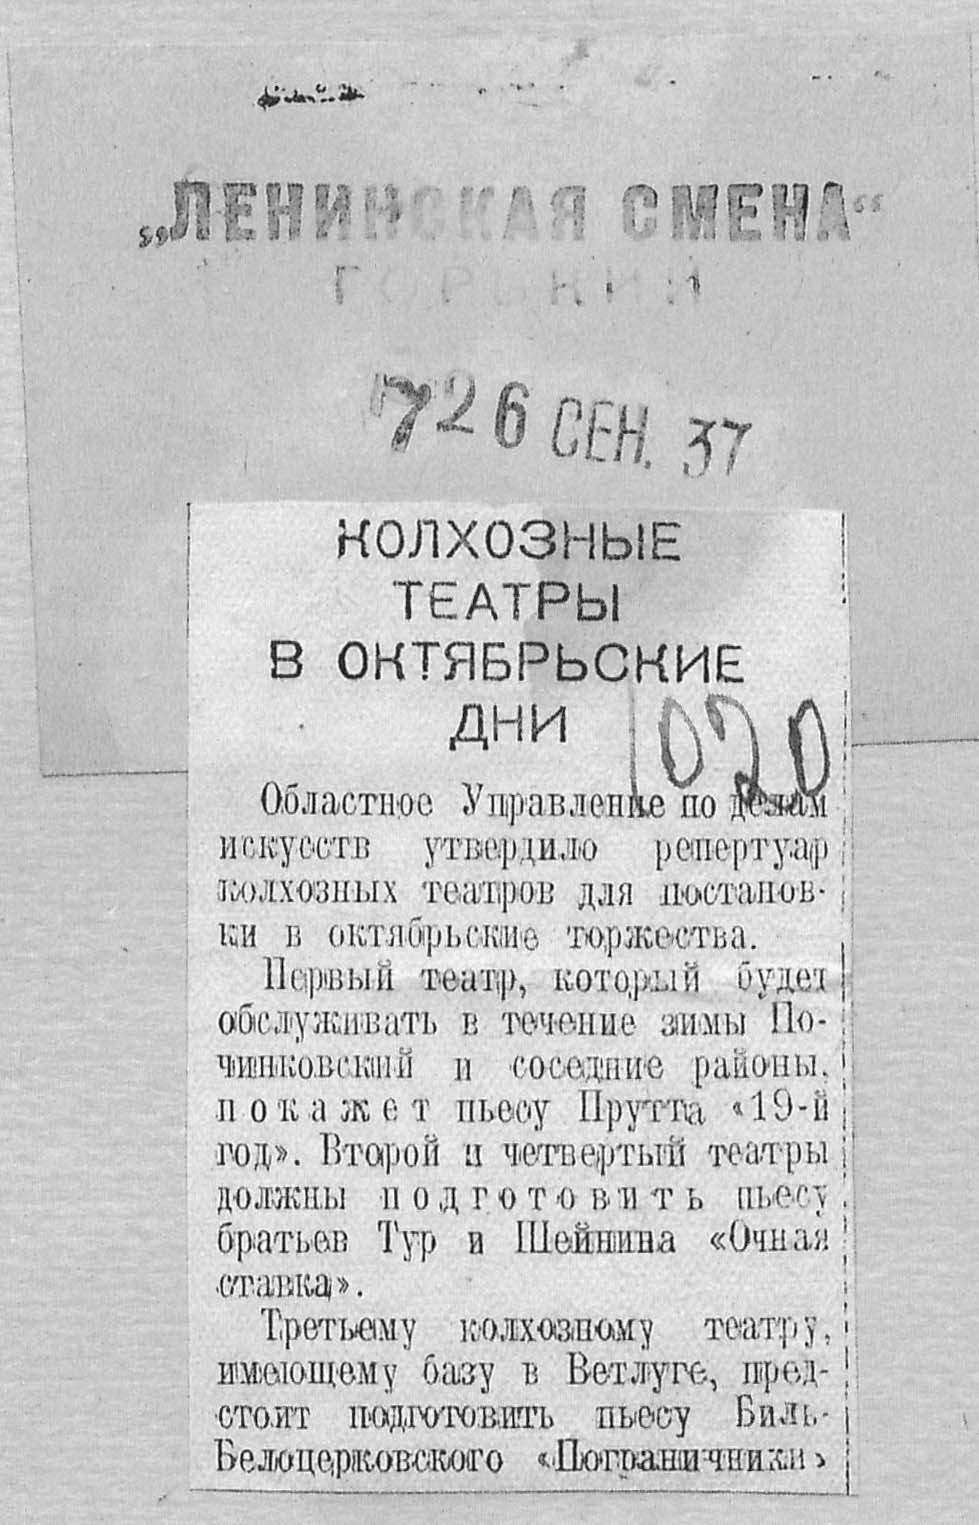 „ЛЕНИНСКАЯ СМЕНА“
ГОРЬКИЙ
26 СЕН. 37
КОЛХОЗНЫЕ
ТЕАТРЫ
В ОКТЯБРЬСКИЕ
ДНИ
1020
Областное Управление по делам
искусств утвердило репертуар
колхозных театров для постанов-
ки в октябрьские торжества.
Первый театр, который будет
обслуживать в течение зимы По-
чинковский и соседние районы,
покажет пьесу Прутта «19-й
год». Второй и четвертый театры
должны подготовить пьесу
братьев Тур и Шейнина «Очная
ставка».
Третьему колхозному театру,
имеющему базу в Ветлуге, пред-
стоит подготовить пьесу Биль-
Белоцерковского «Пограничники»